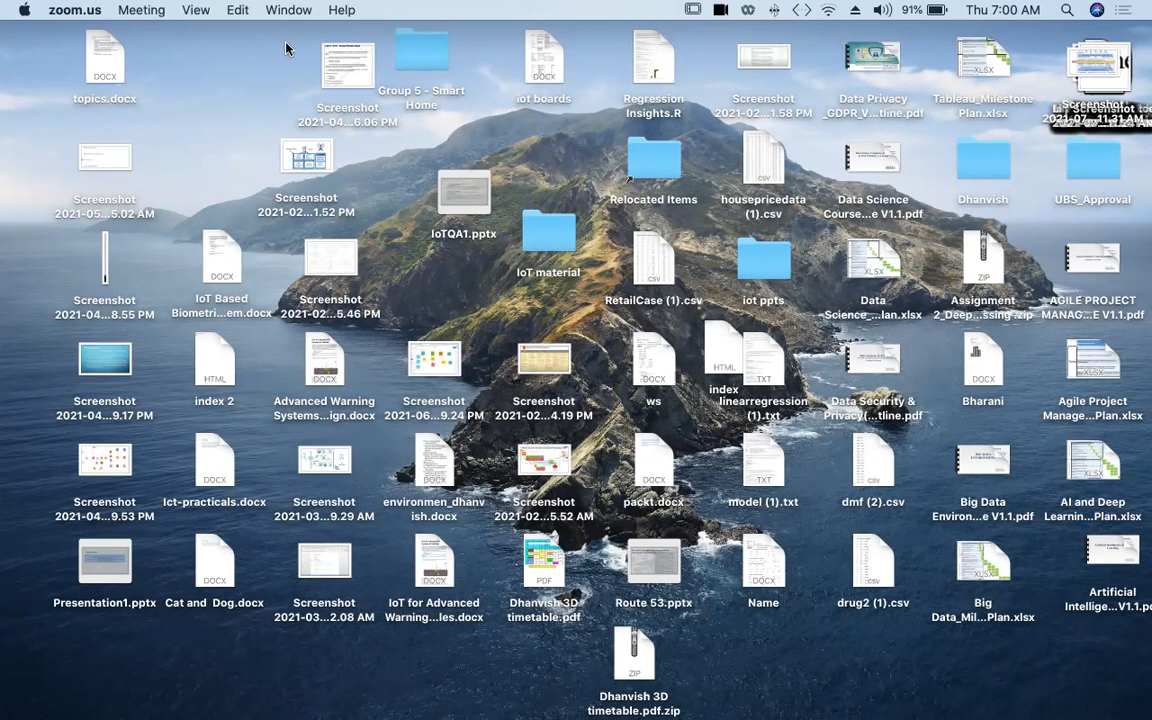 zoom.us Meeting View Edit Window Help 91% Thu 7:00 AM
topics.docx
Screenshot
2021-04...6.06 PM
Group 5 - Smart
Home
DOCX
iot boards
Regression
Insights.R
Screenshot
2021-02...1.58 PM
Data Privacy
_GDPR_V...tline.pdf
XLSX
Tableau_Milestone
Plan.xlsx
Screenshot
2021-05...5.02 AM
Screenshot
2021-02...1.52 PM
IoTQA1.pptx
Relocated Items
CSV
housepricedata
(1).csv
Data Science
Course...e V1.1.pdf
Dhanvish
UBS_Approval
Screenshot
2021-04...8.55 PM
DOCX
IoT Based
Biometri...em.docx
Screenshot
2021-02...5.46 PM
IoT material
CSV
RetailCase (1).csv
iot ppts
XLSX
Data
Science_...lan.xlsx
ZIP
Assignment
2_Deep...ssing .zip
AGILE PROJECT
MANAG...E V1.1.pdf
Screenshot
2021-04...9.17 PM
HTML
index 2
DOCX
Advanced Warning
Systems...ign.docx
Screenshot
2021-06...9.24 PM
Screenshot
2021-02...4.19 PM
DOCX
ws
HTML
index
TXT
linearregression
(1).txt
Data Security &
Privacy(...tline.pdf
DOCX
Bharani
XLSX
Agile Project
Manage...Plan.xlsx
Screenshot
2021-04...9.53 PM
DOCX
Ict-practicals.docx
Screenshot
2021-03...9.29 AM
DOCX
environmen_dhanv
ish.docx
Screenshot
2021-02...5.52 AM
DOCX
packt.docx
TXT
model (1).txt
CSV
dmf (2).csv
Big Data
Environ...e V1.1.pdf
XLSX
AI and Deep
Learnin...Plan.xlsx
Presentation1.pptx
DOCX
Cat and Dog.docx
Screenshot
2021-03...2.08 AM
DOCX
IoT for Advanced
Warning...les.docx
PDF
Dhanvish 3D
timetable.pdf
Route 53.pptx
DOCX
Name
CSV
drug2 (1).csv
XLSX
Big
Data_Mil...Plan.xlsx
Artificial
Intellige...V1.1.p
ZIP
Dhanvish 3D
timetable.pdf.zip